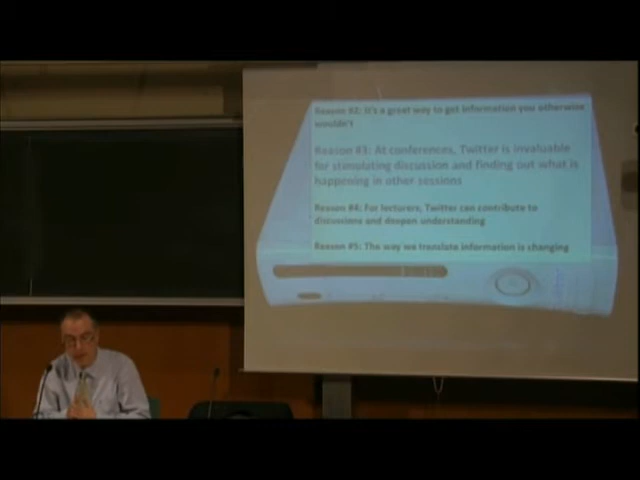 Reason #2: It's a great way to get information you otherwise
wouldn't
Reason #3: At conferences, Twitter is invaluable
for stimulating discussion and finding out what is
happening in other sessions
Reason #4: For lecturers, Twitter can contribute to
discussions and deepen understanding
Reason #5: The way we translate information is changing